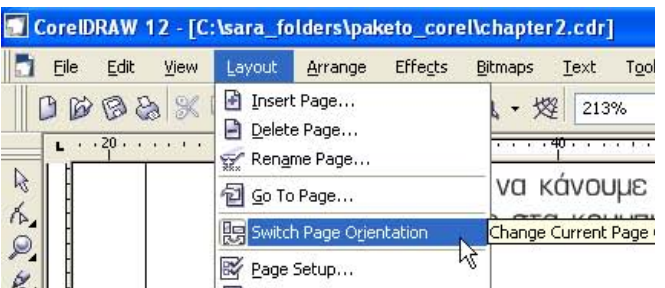 CorelDRAW 12 - [C:\sara_folders\paketo_corel\chapter2.cdr]
File Edit View Layout Arrange Effects Bitmaps Text
213%
Insert Page...
Delete Page...
Rename Page...
Go To Page...
Switch Page Orientation
Page Setup...
20
40
να κάνουμε
Change Current Page